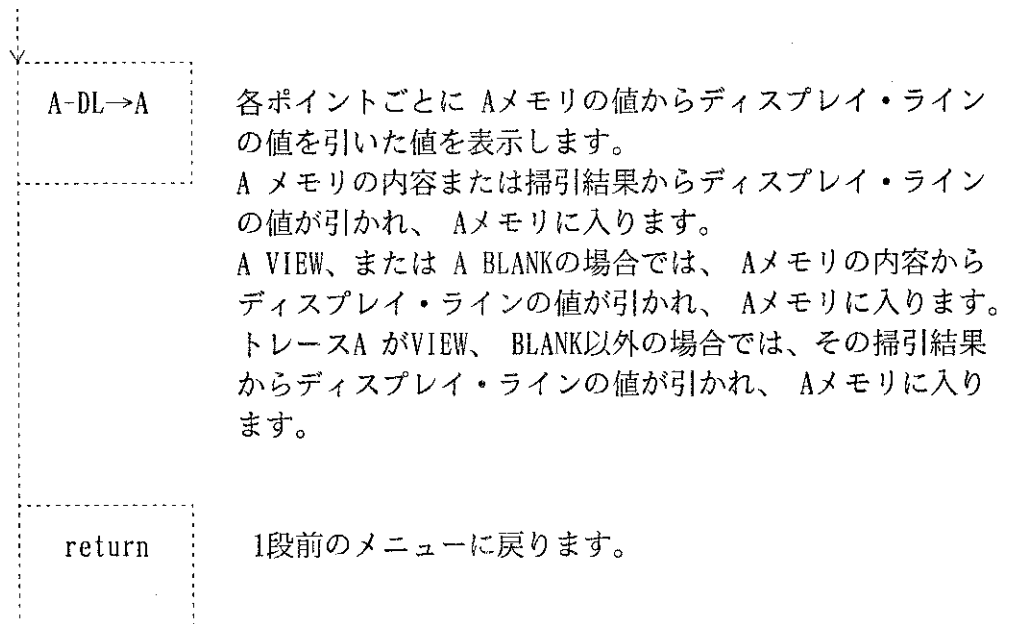 A-DL→A
各ポイントごとに Aメモリの値からディスプレイ・ライン
の値を引いた値を表示します。
A メモリの内容または掃引結果からディスプレイ・ライン
の値が引かれ、 Aメモリに入ります。
A VIEW、または A BLANKの場合では、 Aメモリの内容から
ディスプレイ・ラインの値が引かれ、 Aメモリに入ります。
トレースA がVIEW、 BLANK以外の場合では、その掃引結果
からディスプレイ・ラインの値が引かれ、 Aメモリに入り
ます。
return
1段前のメニューに戻ります。